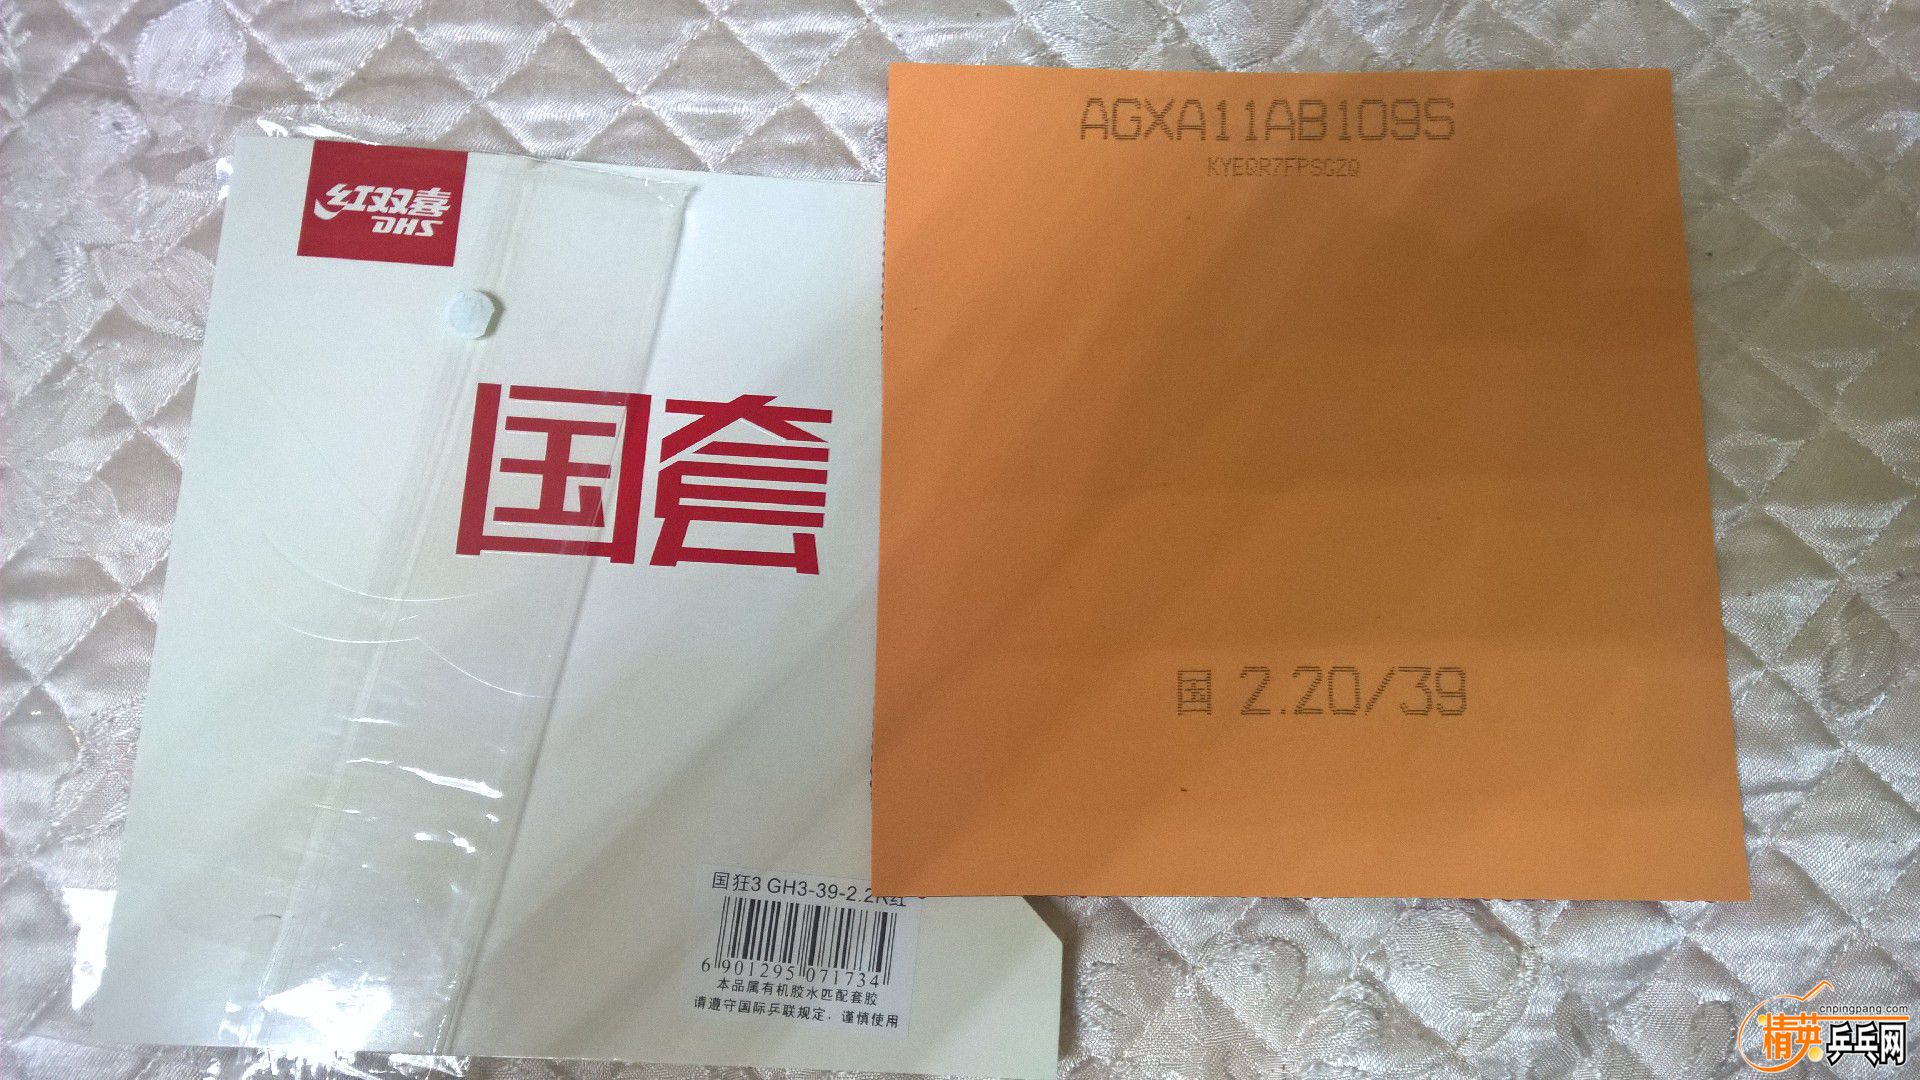 红双喜
DHS
国套
国狂3 GH3-39-2.2R红
6 901295 071734
本品属有机胶水匹配套胶
请遵守国际乒联规定，谨慎使用
AGXA11AB109S
KYEQR7FPSGZQ
国 2.20/39
cnpingpang.com
精英乒乓网